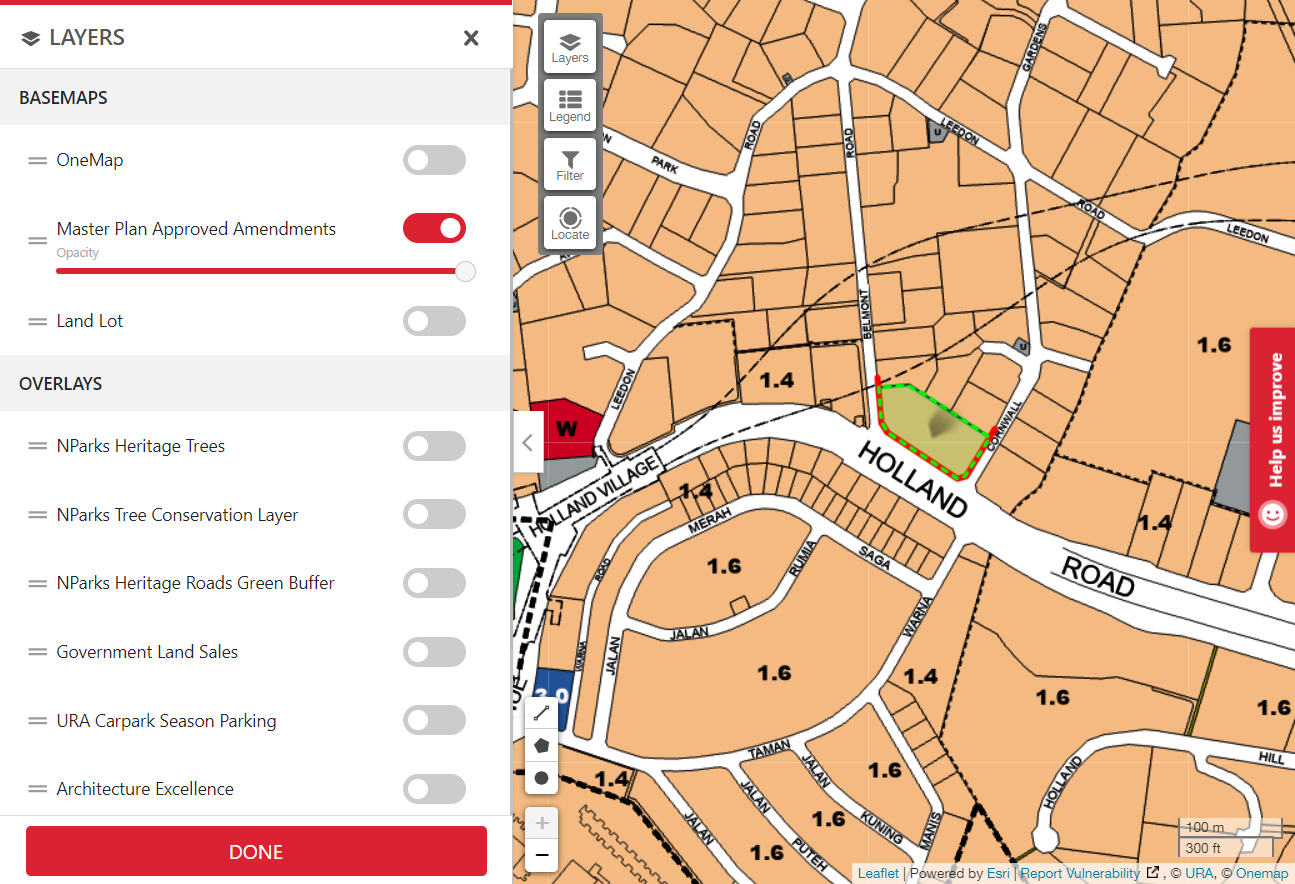 LAYERS
BASEMAPS
OneMap
Master Plan Approved Amendments
Opacity
Land Lot
OVERLAYS
NParks Heritage Trees
NParks Tree Conservation Layer
NParks Heritage Roads Green Buffer
Government Land Sales
URA Carpark Season Parking
Architecture Excellence
DONE
Layers
Legend
Filter
Locate
GARDENS
ROAD
ROAD
LEEDON
U
PARK
ROAD
LEEDON
BELMONT
U
1.6
LEEDON
1.4
CORNWALL
W
HOLLAND
HOLLAND VILLAGE
1.4
1.4
MERAH
ROAD
RUMIA
SAGA
1.6
ROAD
WARNA
JALAN
WARNA
JALAN
1.6
1.4
1.6
1.6
TAMAN
JALAN
1.6
HILL
HOLLAND
1.4
JALAN
JALAN
1.6
KUNING
MANIS
PUTEH
1.6
Help us improve
+
−
100 m
300 ft
Leaflet | Powered by Esri | Report Vulnerability , © URA, © Onemap